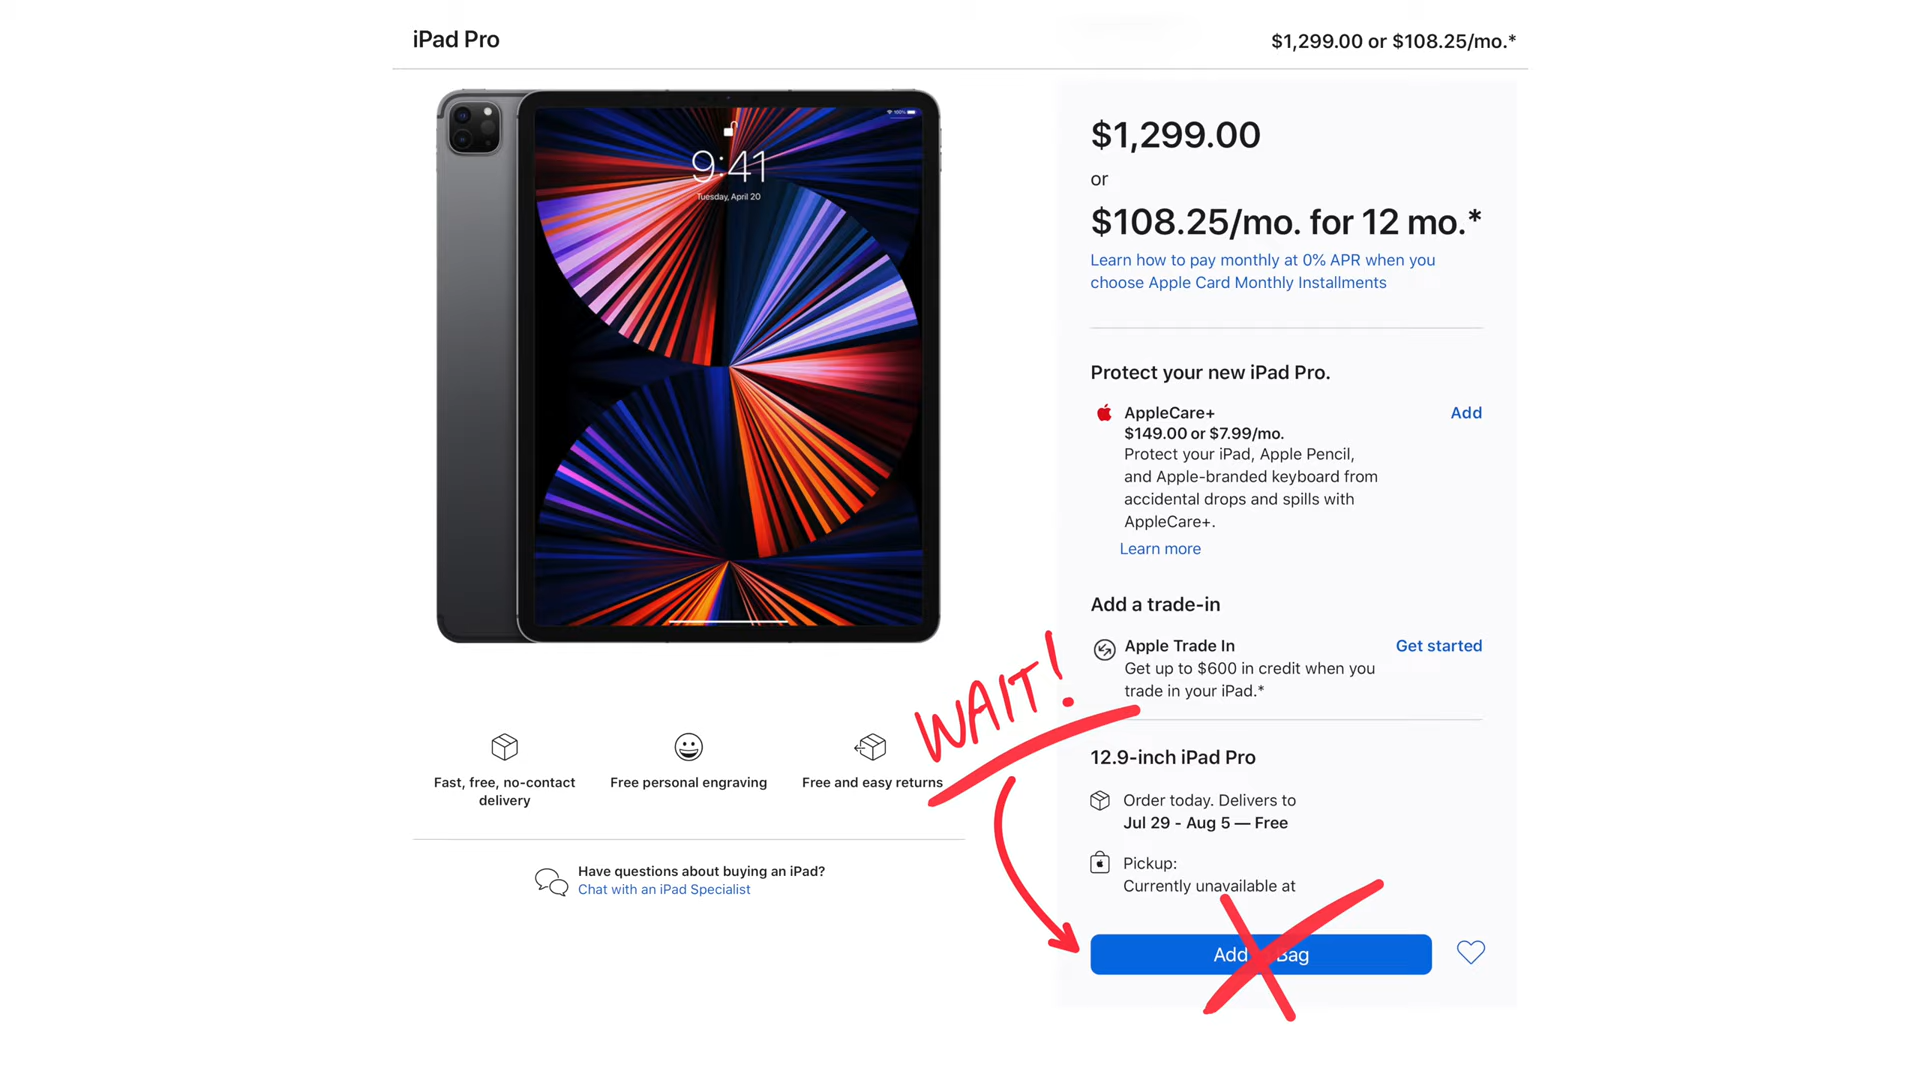 iPad Pro
$1,299.00 or $108.25/mo.*
100%
9:41
Tuesday, April 20
$1,299.00
or
$108.25/mo. for 12 mo.*
Learn how to pay monthly at 0% APR when you
choose Apple Card Monthly Installments
Protect your new iPad Pro.
AppleCare+
Add
$149.00 or $7.99/mo.
Protect your iPad, Apple Pencil,
and Apple-branded keyboard from
accidental drops and spills with
AppleCare+.
Learn more
Add a trade-in
Apple Trade In
Get started
Get up to $600 in credit when you
trade in your iPad.*
WAIT!
Fast, free, no-contact
delivery
Free personal engraving
Free and easy returns
Have questions about buying an iPad?
Chat with an iPad Specialist
12.9-inch iPad Pro
Order today. Delivers to
Jul 29 - Aug 5 — Free
Pickup:
Currently unavailable at
Add Bag